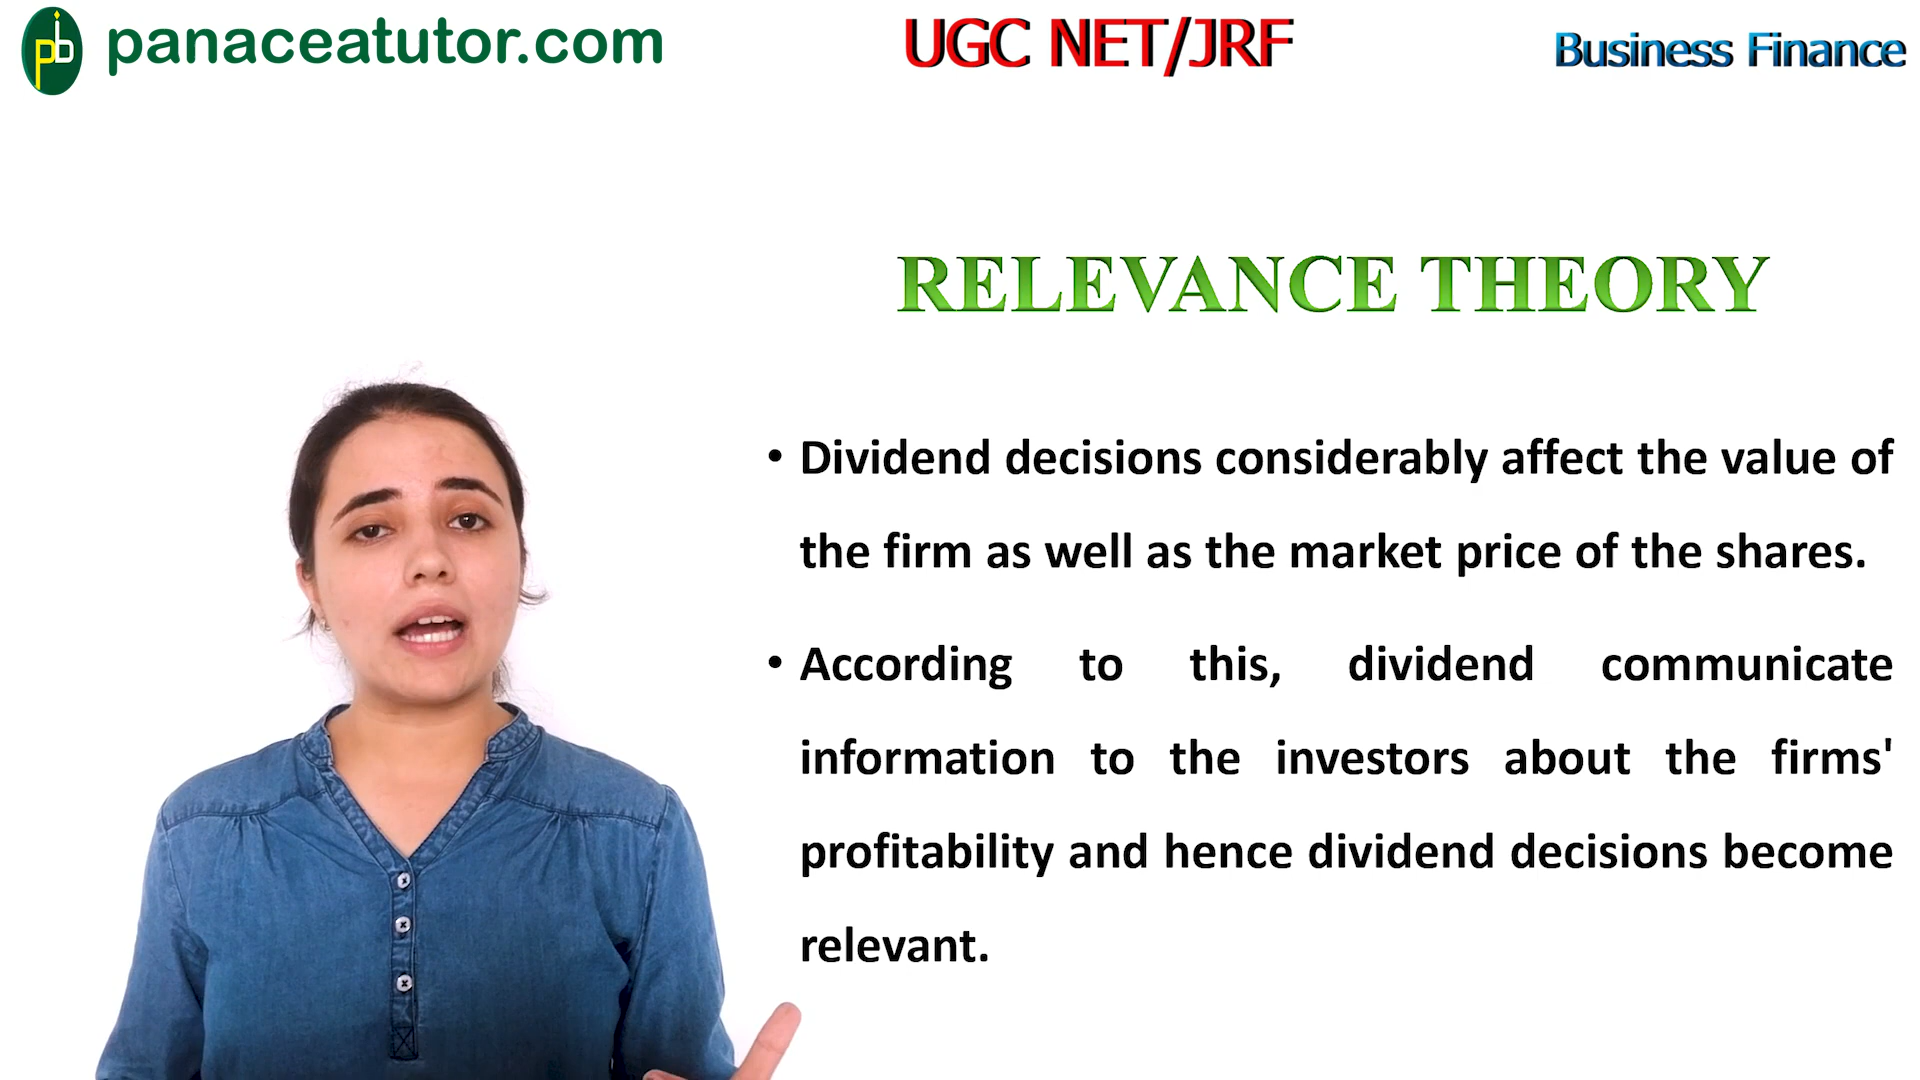 pb
panaceatutor.com
UGC NET/JRF
Business Finance
RELEVANCE THEORY
• Dividend decisions considerably affect the value of
the firm as well as the market price of the shares.
• According to this, dividend communicate
information to the investors about the firms'
profitability and hence dividend decisions become
relevant.